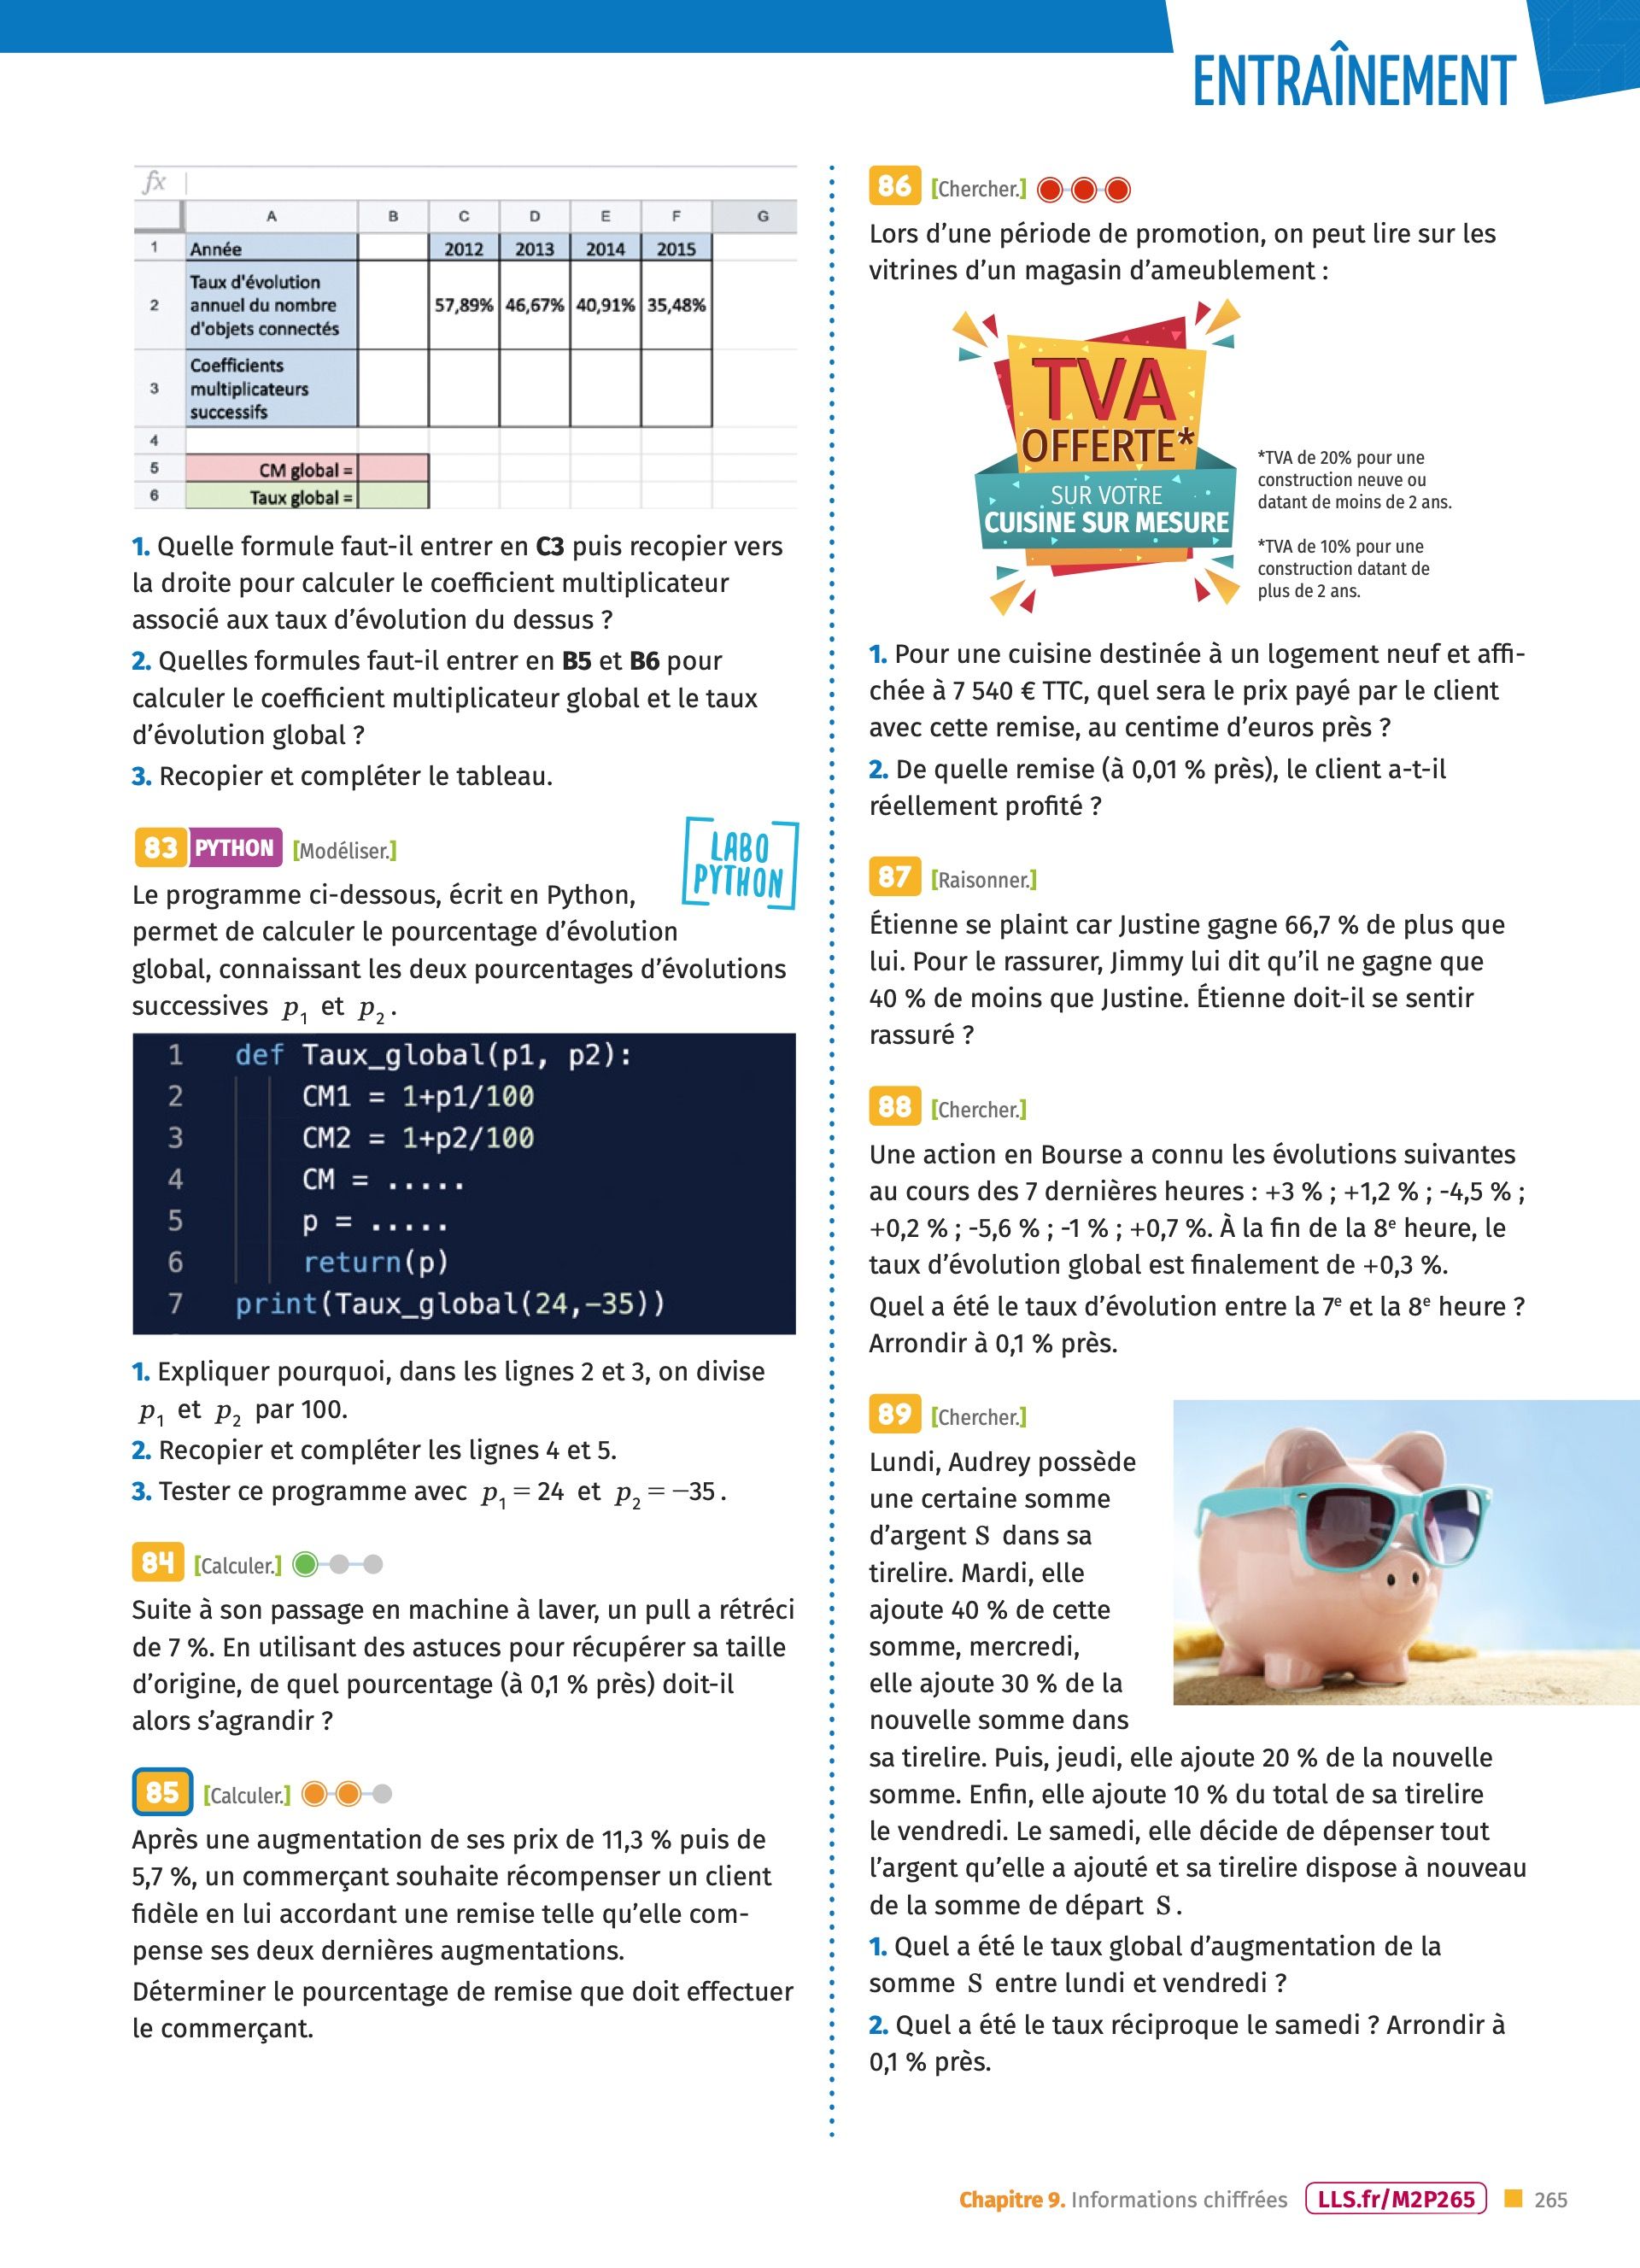 ENTRAÎNEMENT
fx
A B C D E F G
1 Année 2012 2013 2014 2015
2 Taux d'évolution annuel du nombre d'objets connectés 57,89% 46,67% 40,91% 35,48%
3 Coefficients multiplicateurs successifs
4
5 CM global =
6 Taux global =
1. Quelle formule faut-il entrer en C3 puis recopier vers
la droite pour calculer le coefficient multiplicateur
associé aux taux d'évolution du dessus ?
2. Quelles formules faut-il entrer en B5 et B6 pour
calculer le coefficient multiplicateur global et le taux
d'évolution global ?
3. Recopier et compléter le tableau.
83 PYTHON [Modéliser.]
LABO
PYTHON
Le programme ci-dessous, écrit en Python,
permet de calculer le pourcentage d'évolution
global, connaissant les deux pourcentages d'évolutions
successives p₁ et p₂.
1 def Taux_global(p1, p2):
2 CM1 = 1+p1/100
3 CM2 = 1+p2/100
4 CM = .....
5 p = .....
6 return(p)
7 print(Taux_global(24,-35))
1. Expliquer pourquoi, dans les lignes 2 et 3, on divise
p₁ et p₂ par 100.
2. Recopier et compléter les lignes 4 et 5.
3. Tester ce programme avec p₁ = 24 et p₂ = −35.
84 [Calculer.]
Suite à son passage en machine à laver, un pull a rétréci
de 7 %. En utilisant des astuces pour récupérer sa taille
d'origine, de quel pourcentage (à 0,1 % près) doit-il
alors s'agrandir ?
85 [Calculer.]
Après une augmentation de ses prix de 11,3 % puis de
5,7 %, un commerçant souhaite récompenser un client
fidèle en lui accordant une remise telle qu'elle com-
pense ses deux dernières augmentations.
Déterminer le pourcentage de remise que doit effectuer
le commerçant.
86 [Chercher.]
Lors d'une période de promotion, on peut lire sur les
vitrines d'un magasin d'ameublement :
TVA
OFFERTE*
SUR VOTRE
CUISINE SUR MESURE
*TVA de 20% pour une
construction neuve ou
datant de moins de 2 ans.
*TVA de 10% pour une
construction datant de
plus de 2 ans.
1. Pour une cuisine destinée à un logement neuf et affi-
chée à 7 540 € TTC, quel sera le prix payé par le client
avec cette remise, au centime d'euros près ?
2. De quelle remise (à 0,01 % près), le client a-t-il
réellement profité ?
87 [Raisonner.]
Étienne se plaint car Justine gagne 66,7 % de plus que
lui. Pour le rassurer, Jimmy lui dit qu'il ne gagne que
40 % de moins que Justine. Étienne doit-il se sentir
rassuré ?
88 [Chercher.]
Une action en Bourse a connu les évolutions suivantes
au cours des 7 dernières heures : +3 % ; +1,2 % ; -4,5 % ;
+0,2 % ; -5,6 % ; -1 % ; +0,7 %. À la fin de la 8ᵉ heure, le
taux d'évolution global est finalement de +0,3 %.
Quel a été le taux d'évolution entre la 7ᵉ et la 8ᵉ heure ?
Arrondir à 0,1 % près.
89 [Chercher.]
Lundi, Audrey possède
une certaine somme
d'argent S dans sa
tirelire. Mardi, elle
ajoute 40 % de cette
somme, mercredi,
elle ajoute 30 % de la
nouvelle somme dans
sa tirelire. Puis, jeudi, elle ajoute 20 % de la nouvelle
somme. Enfin, elle ajoute 10 % du total de sa tirelire
le vendredi. Le samedi, elle décide de dépenser tout
l'argent qu'elle a ajouté et sa tirelire dispose à nouveau
de la somme de départ S.
1. Quel a été le taux global d'augmentation de la
somme S entre lundi et vendredi ?
2. Quel a été le taux réciproque le samedi ? Arrondir à
0,1 % près.
Chapitre 9. Informations chiffrées LLS.fr/M2P265 265